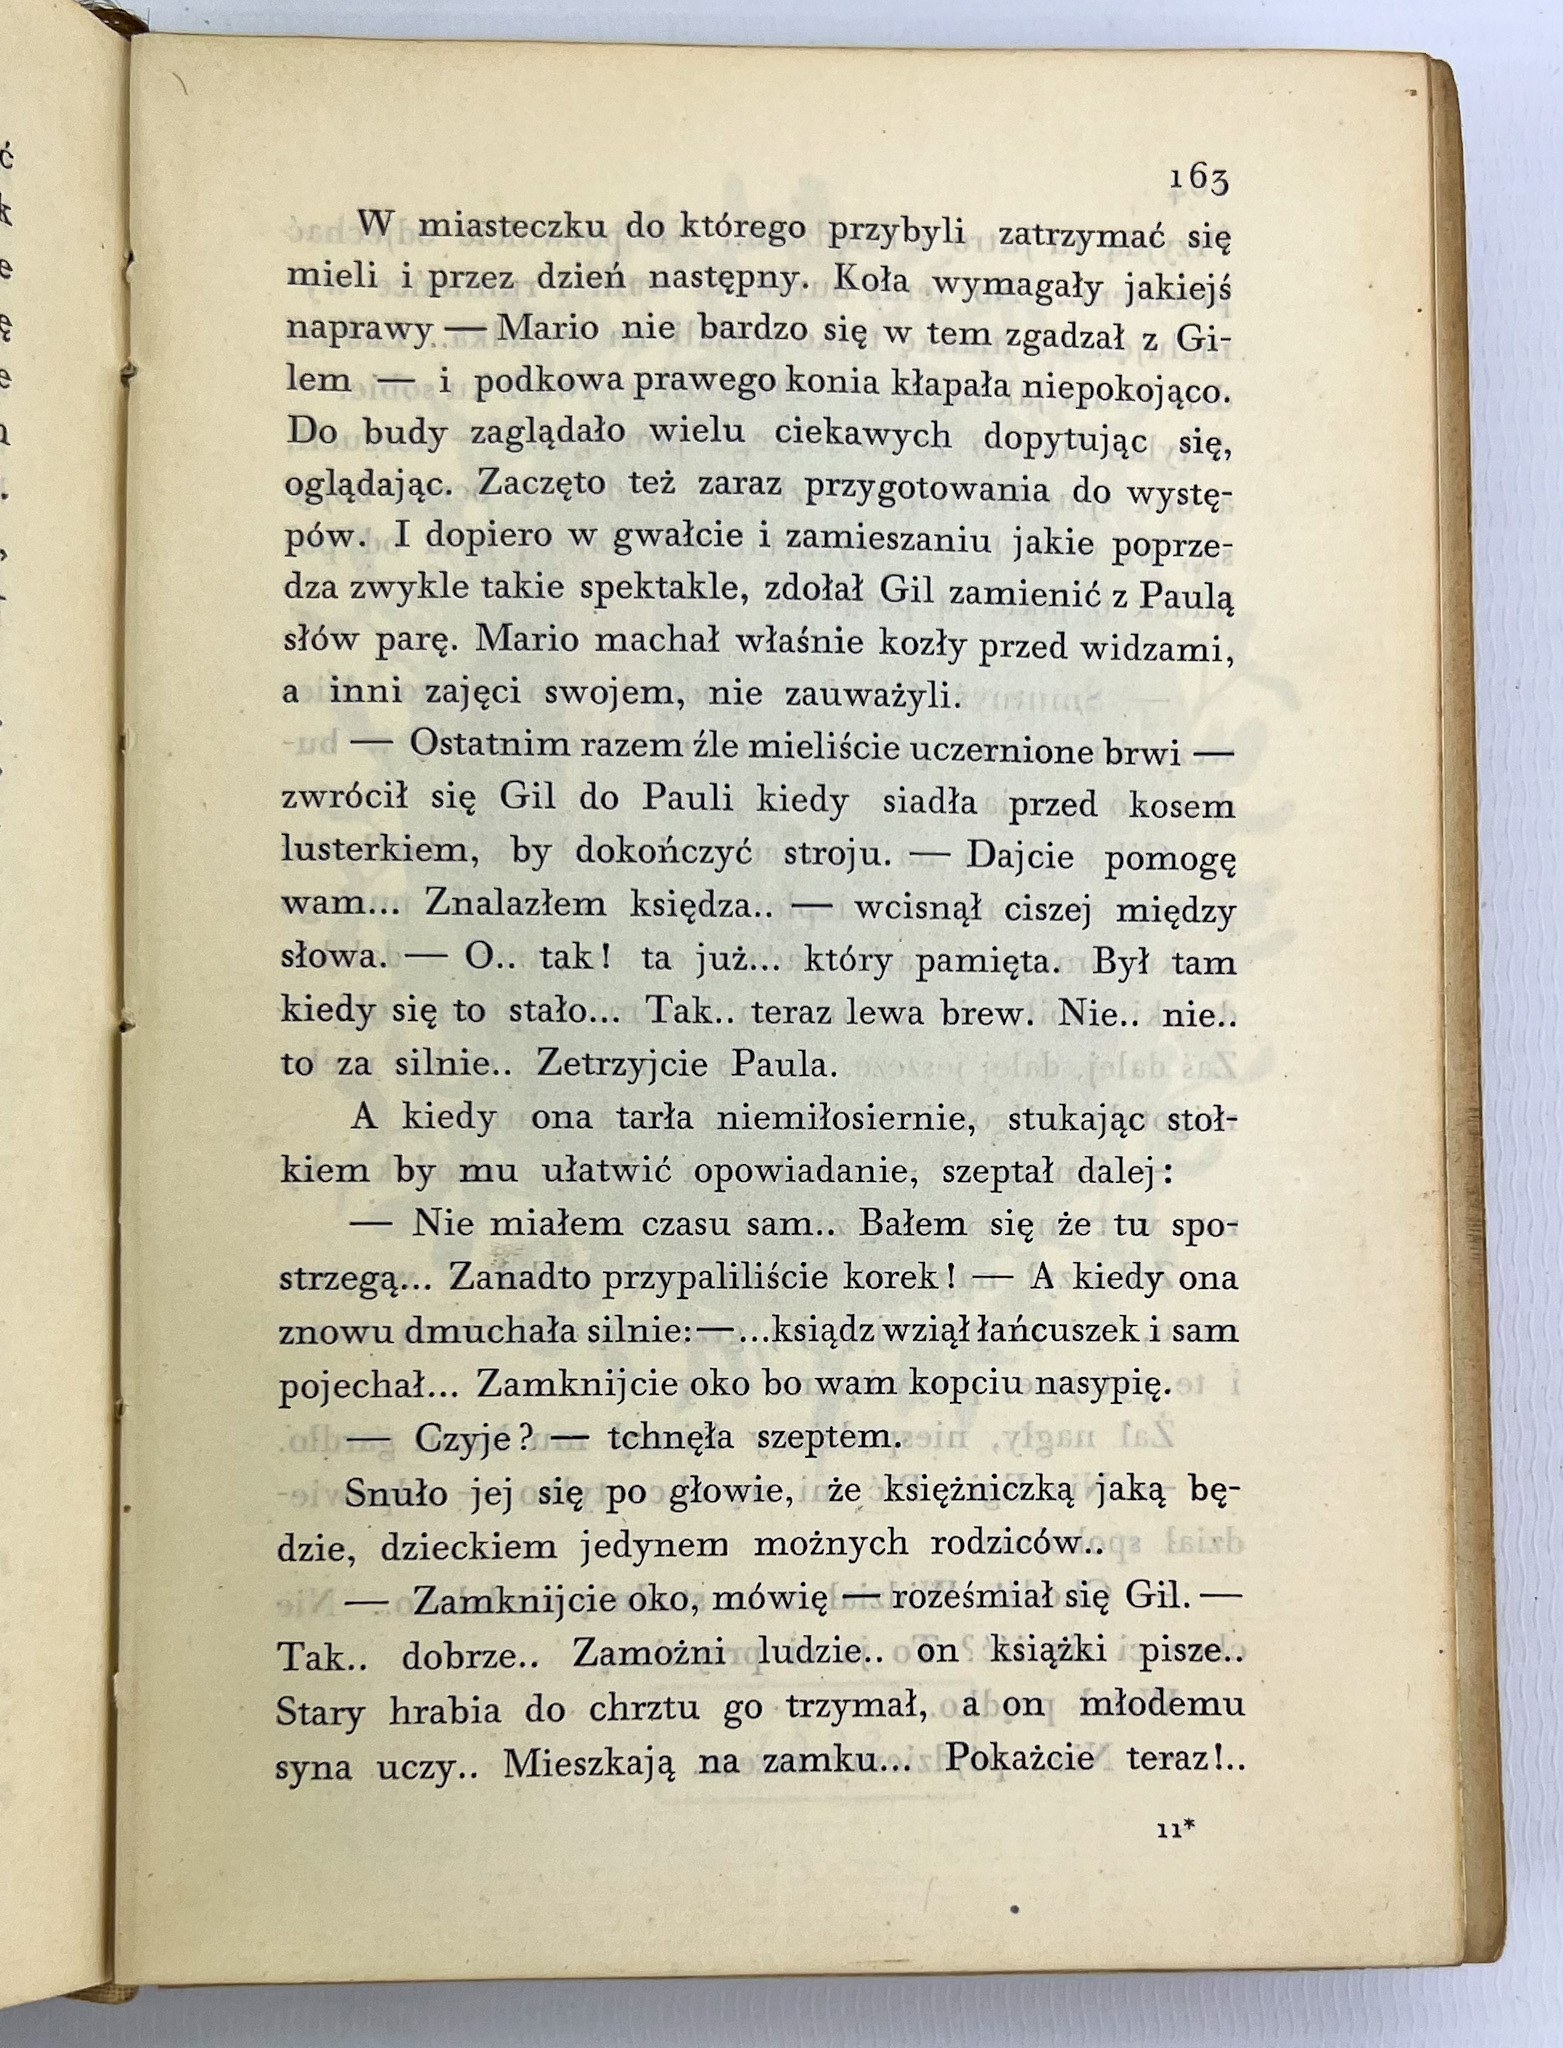 163
W miasteczku do którego przybyli zatrzymać się
mieli i przez dzień następny. Koła wymagały jakiejś
naprawy — Mario nie bardzo się w tem zgadzał z Gi-
lem — i podkowa prawego konia kłapała niepokojąco.
Do budy zaglądało wielu ciekawych dopytując się,
oglądając. Zaczęto też zaraz przygotowania do wystę-
pów. I dopiero w gwałcie i zamieszaniu jakie poprze-
dza zwykle takie spektakle, zdołał Gil zamienić z Paulą
słów parę. Mario machał właśnie kozły przed widzami,
a inni zajęci swojem, nie zauważyli.
— Ostatnim razem źle mieliście uczernione brwi —
zwrócił się Gil do Pauli kiedy siadła przed kosem
lusterkiem, by dokończyć stroju. — Dajcie pomogę
wam... Znalazłem księdza.. — wcisnął ciszej między
słowa. — O.. tak! ta już... który pamięta. Był tam
kiedy się to stało... Tak.. teraz lewa brew. Nie.. nie..
to za silnie.. Zetrzyjcie Paula.
A kiedy ona tarła niemiłosiernie, stukając stoł-
kiem by mu ułatwić opowiadanie, szeptał dalej:
— Nie miałem czasu sam.. Bałem się że tu spo-
strzegą... Zanadto przypaliliście korek! — A kiedy ona
znowu dmuchała silnie: — ...ksiądz wziął łańcuszek i sam
pojechał... Zamknijcie oko bo wam kopciu nasypię.
— Czyje? — tchnęła szeptem.
Snuło jej się po głowie, że księżniczką jaką bę-
dzie, dzieckiem jedynem możnych rodziców..
— Zamknijcie oko, mówię — roześmiał się Gil. —
Tak.. dobrze.. Zamożni ludzie.. on książki pisze..
Stary hrabia do chrztu go trzymał, a on młodemu
syna uczy.. Mieszkają na zamku... Pokażcie teraz!..
11*